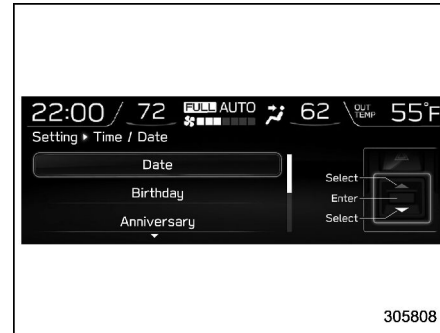 22:00 / 72 FULL AUTO 62 OUT TEMP 55°F
Setting ▸ Time / Date
Date
Birthday
Anniversary
Select
Enter
Select
305808